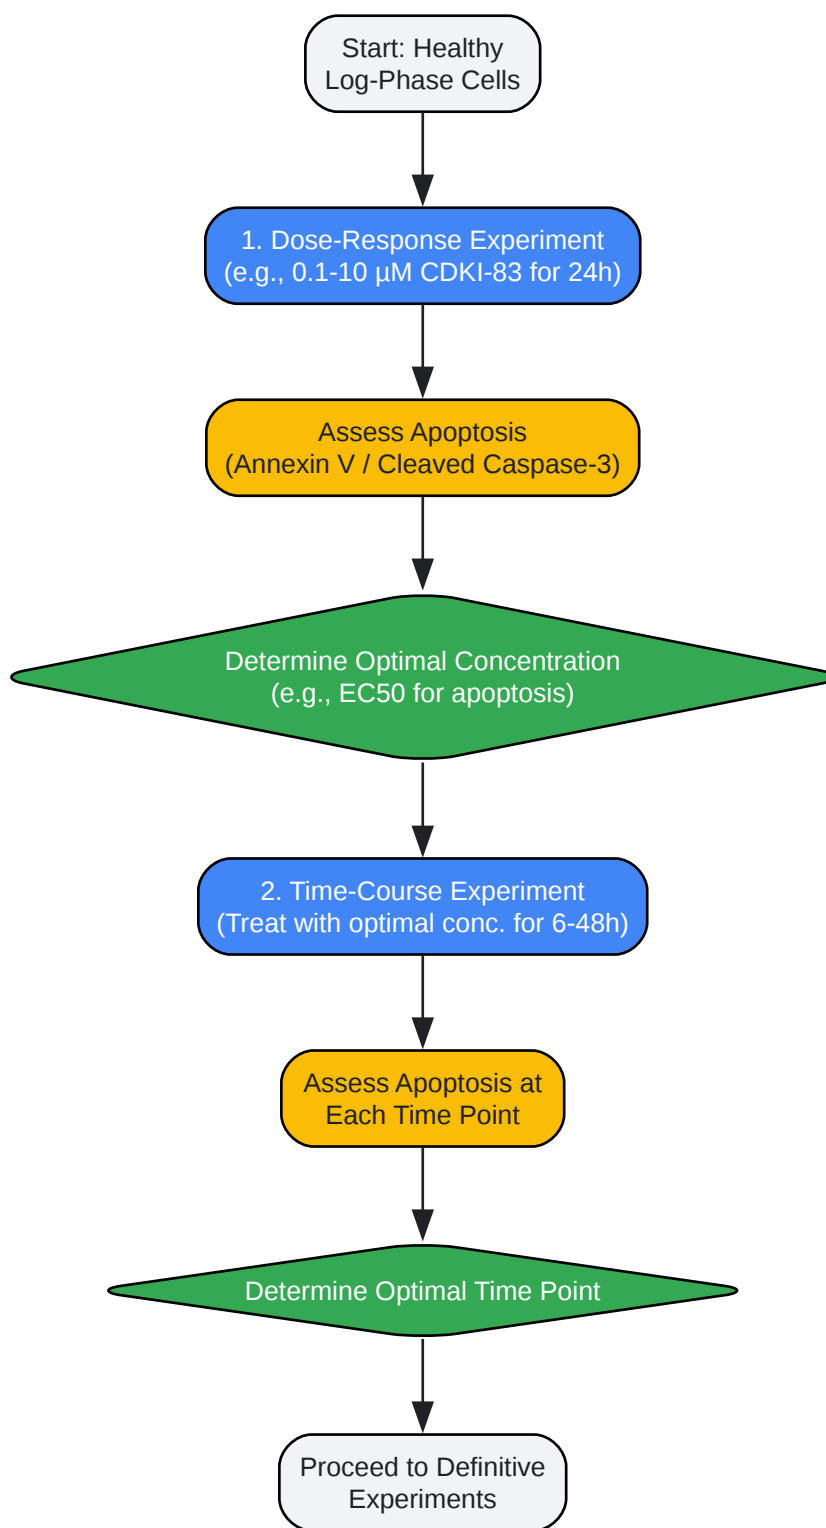 Start: Healthy
Log-Phase Cells
1. Dose-Response Experiment
(e.g., 0.1-10 µM CDKI-83 for 24h)
Assess Apoptosis
(Annexin V / Cleaved Caspase-3)
Determine Optimal Concentration
(e.g., EC50 for apoptosis)
2. Time-Course Experiment
(Treat with optimal conc. for 6-48h)
Assess Apoptosis at
Each Time Point
Determine Optimal Time Point
Proceed to Definitive
Experiments